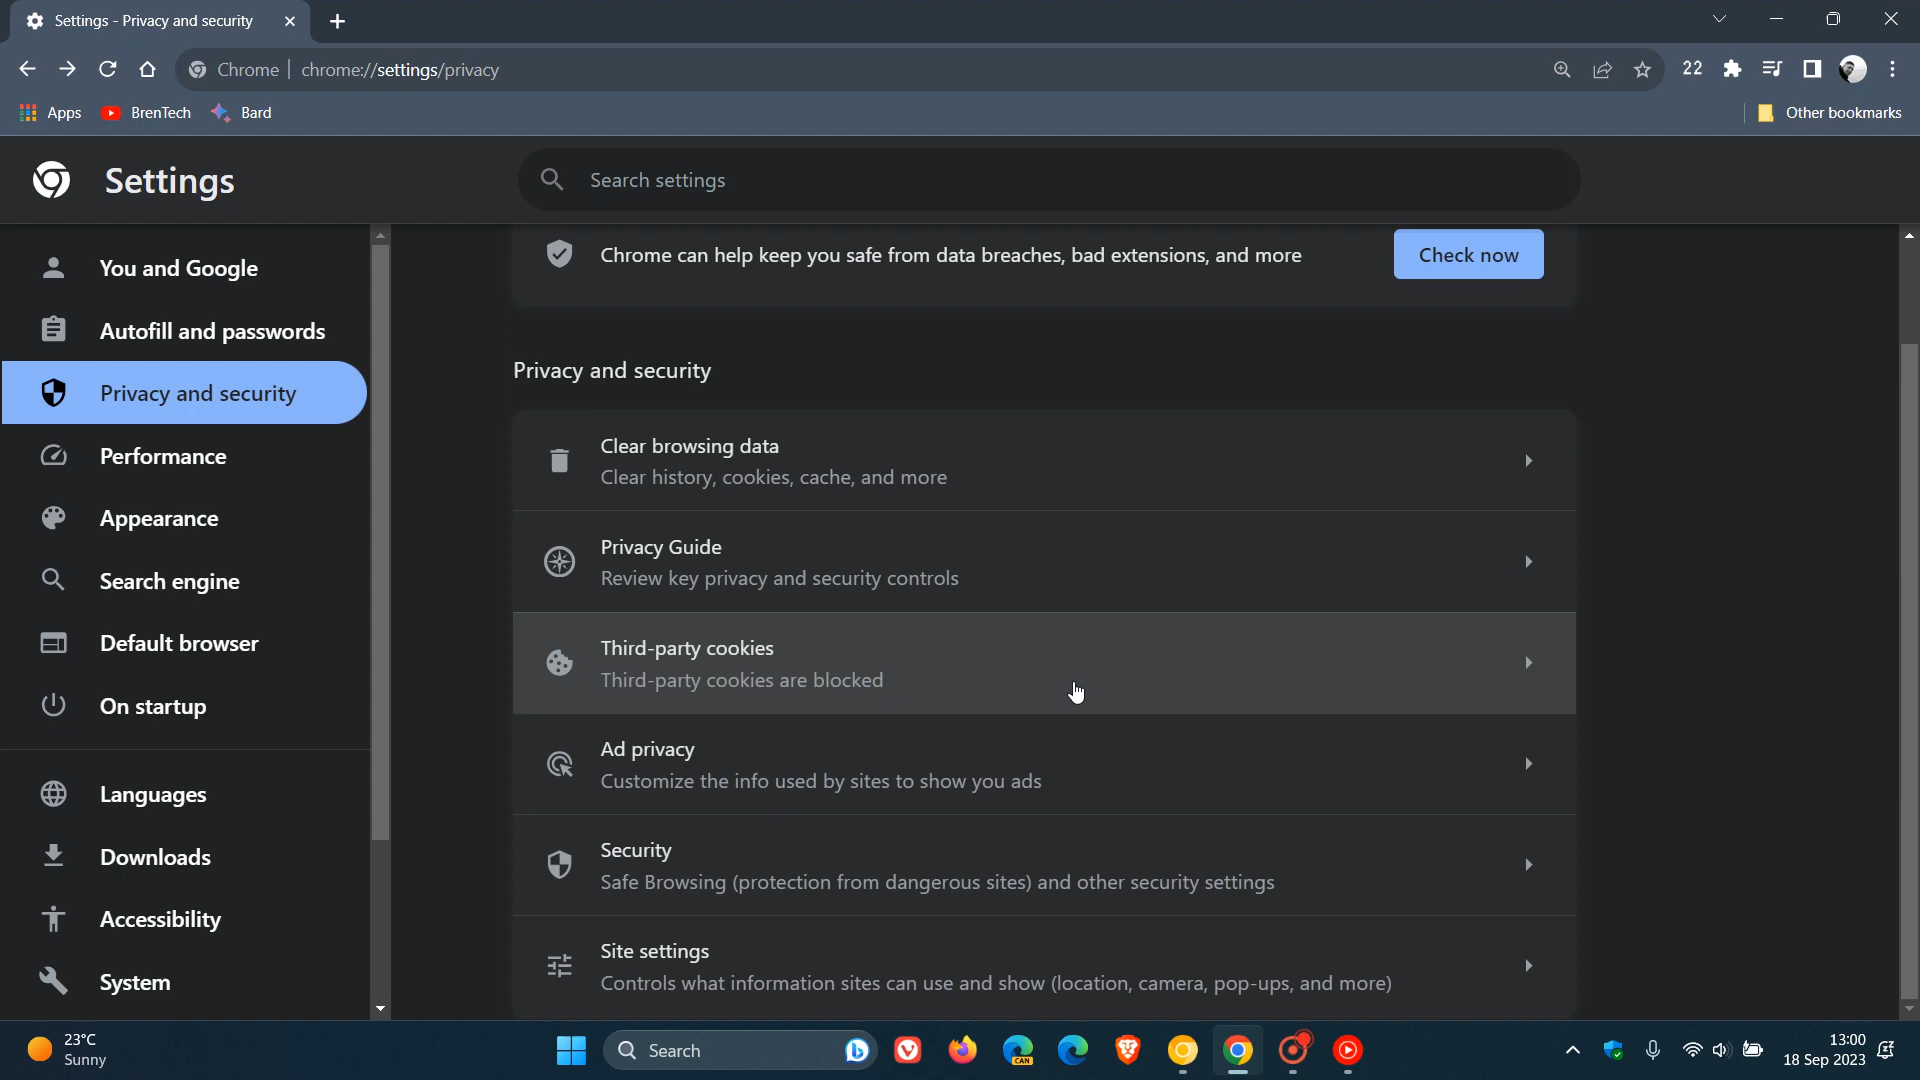 Settings - Privacy and security
22
Chrome | chrome://settings/privacy
Apps
BrenTech
Bard
Other bookmarks
Settings
Search settings
You and Google
Autofill and passwords
Privacy and security
Performance
Appearance
Search engine
Default browser
On startup
Languages
Downloads
Accessibility
System
Chrome can help keep you safe from data breaches, bad extensions, and more
Check now
Privacy and security
Clear browsing data
Clear history, cookies, cache, and more
Privacy Guide
Review key privacy and security controls
Third-party cookies
Third-party cookies are blocked
Ad privacy
Customize the info used by sites to show you ads
Security
Safe Browsing (protection from dangerous sites) and other security settings
Site settings
Controls what information sites can use and show (location, camera, pop-ups, and more)
23°C
Sunny
Search
CAN
13:00
18 Sep 2023